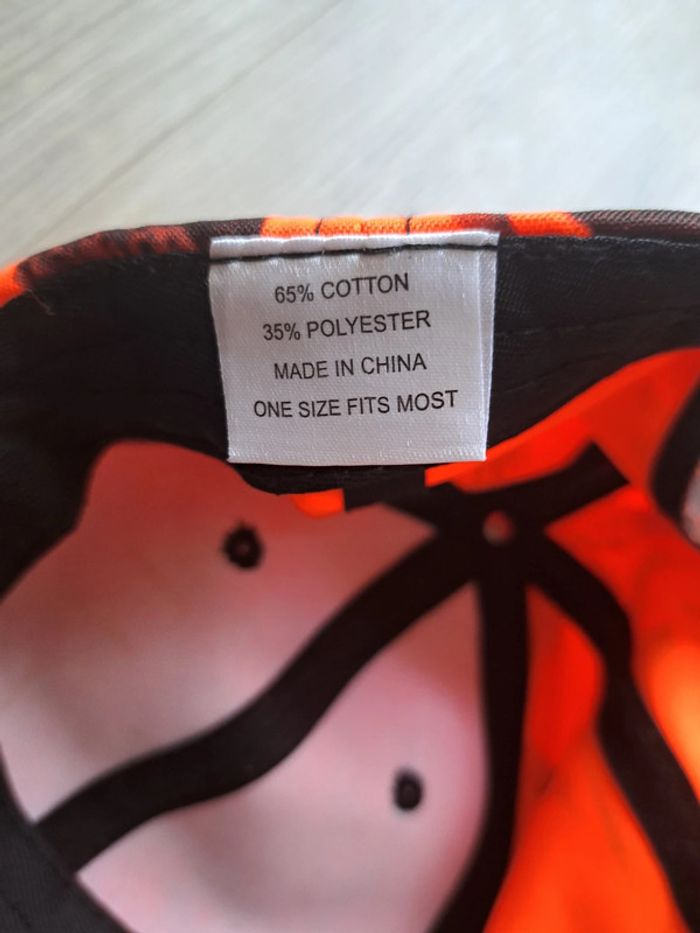 65% COTTON
35% POLYESTER
MADE IN CHINA
ONE SIZE FITS MOST